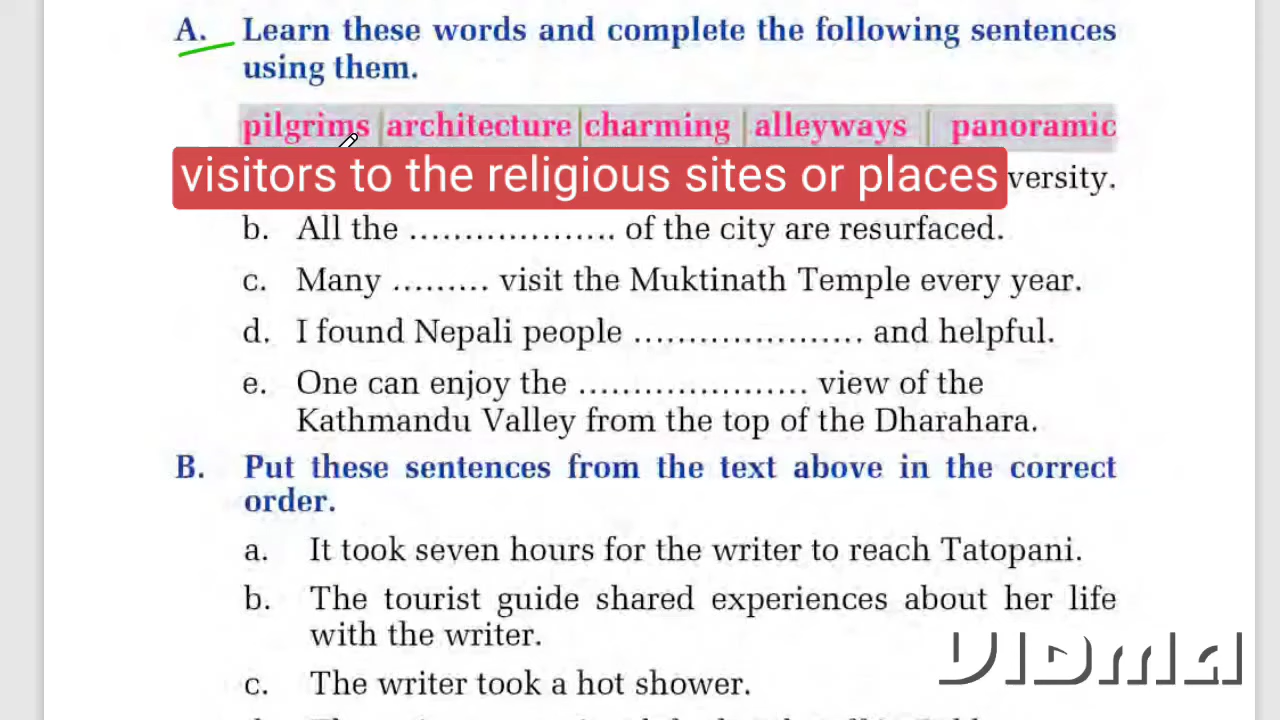 A. Learn these words and complete the following sentences
using them.
pilgrims architecture charming alleyways panoramic
visitors to the religious sites or places versity.
b. All the .................... of the city are resurfaced.
c. Many ......... visit the Muktinath Temple every year.
d. I found Nepali people ...................... and helpful.
e. One can enjoy the ...................... view of the
Kathmandu Valley from the top of the Dharahara.
B. Put these sentences from the text above in the correct
order.
a. It took seven hours for the writer to reach Tatopani.
b. The tourist guide shared experiences about her life
with the writer.
c. The writer took a hot shower.